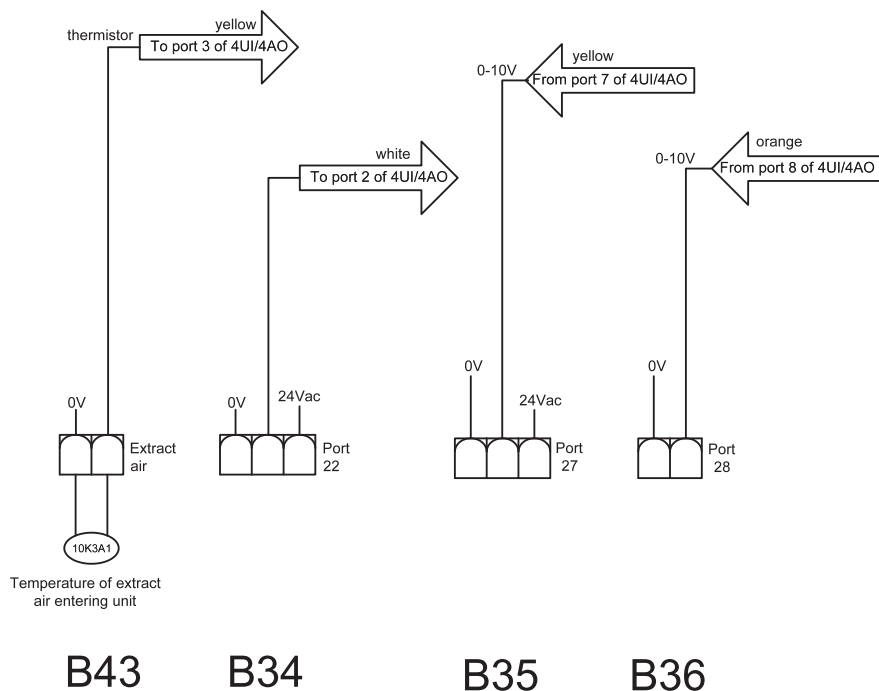 yellow
thermistor
To port 3 of 4UI/4AO
yellow
0-10V
From port 7 of 4UI/4AO
orange
white
0-10V
From port 8 of 4UI/4AO
To port 2 of 4UI/4AO
0V
0V
24Vac
0V
24Vac
0V
Extract
air
Port
22
Port
27
Port
28
10K3A1
Temperature of extract
air entering unit
B43
B34
B35
B36